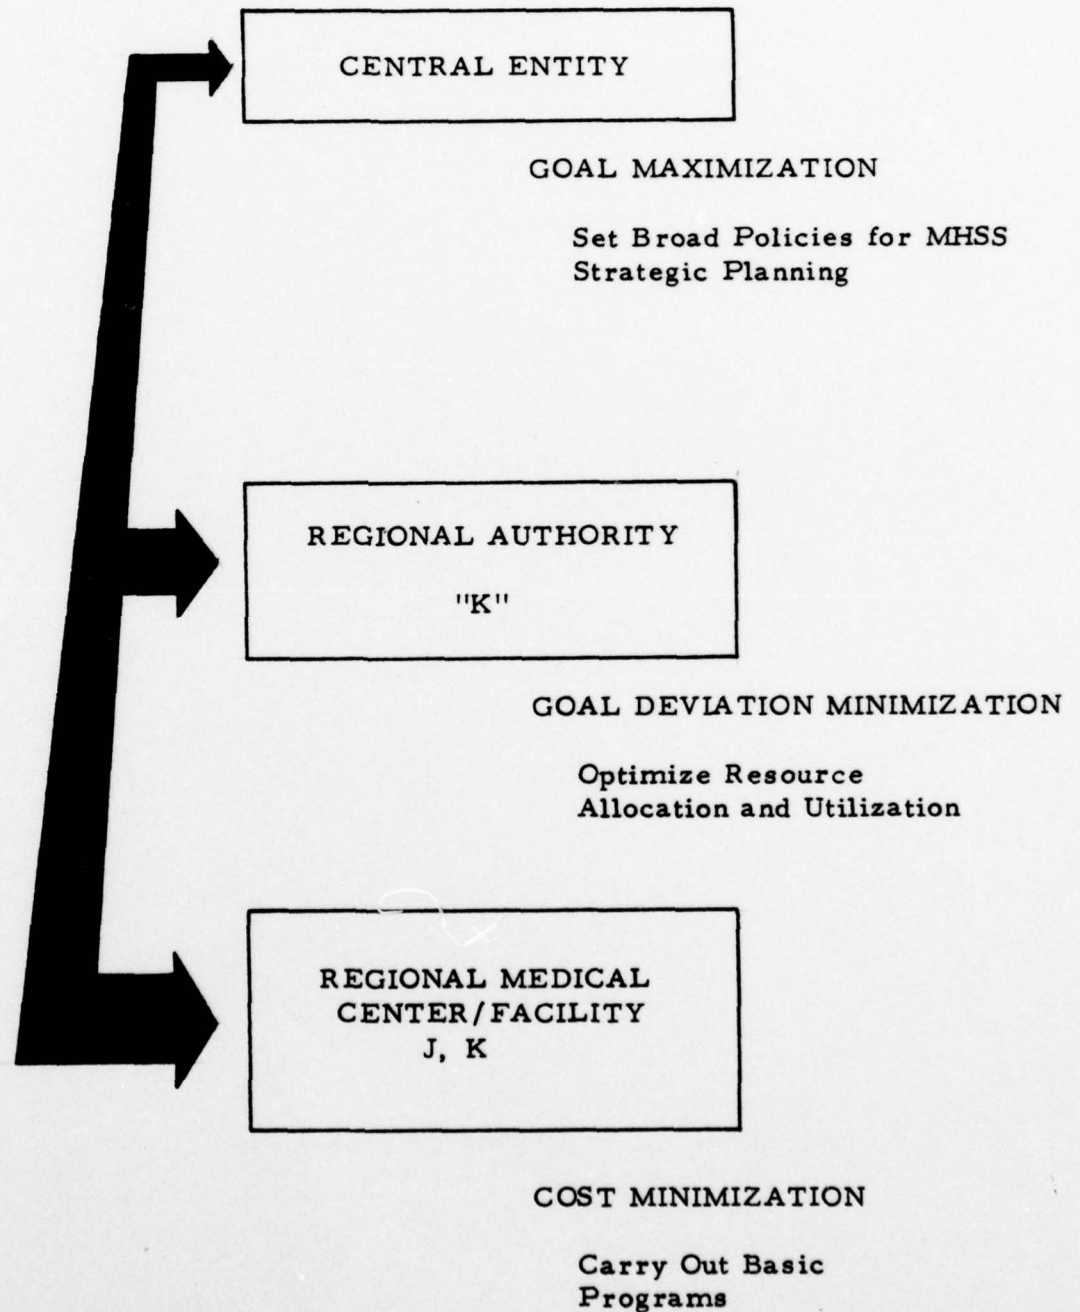 CENTRAL ENTITY
GOAL MAXIMIZATION
Set Broad Policies for MHSS
Strategic Planning
REGIONAL AUTHORITY
"K"
GOAL DEVIATION MINIMIZATION
Optimize Resource
Allocation and Utilization
REGIONAL MEDICAL
CENTER/FACILITY
J, K
COST MINIMIZATION
Carry Out Basic
Programs